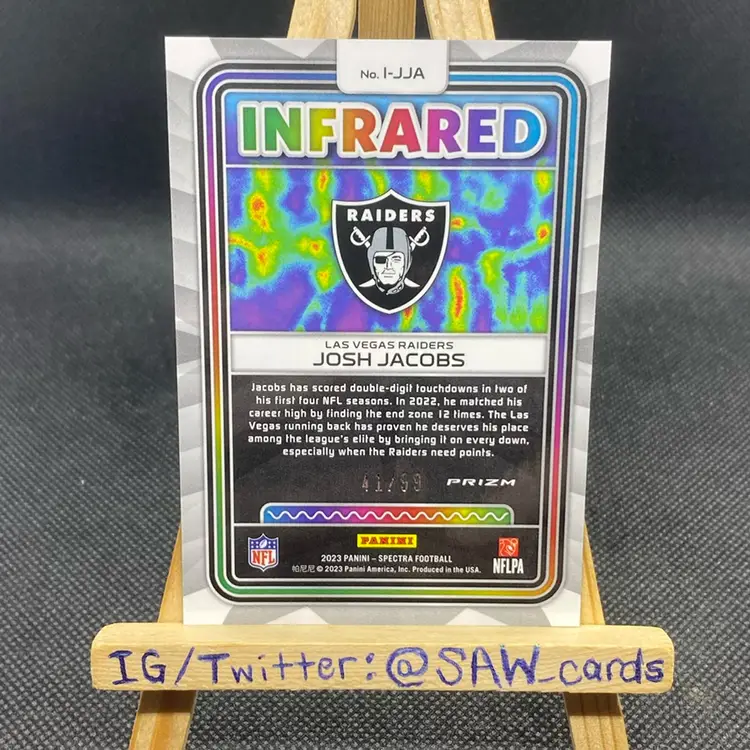 No. I-JJA
INFRARED
RAIDERS
LAS VEGAS RAIDERS
JOSH JACOBS
Jacobs has scored double-digit touchdowns in two of
his first four NFL seasons. In 2022, he matched his
career high by finding the end zone 12 times. The Las
Vegas running back has proven he deserves his place
among the league's elite by bringing it on every down,
especially when the Raiders need points.
41/99 PRIZM
NFL
PANINI
NFLPA
2023 PANINI – SPECTRA FOOTBALL
帕尼尼 © 2023 Panini America, Inc. Produced in the USA.
IG/Twitter: @SAW_cards